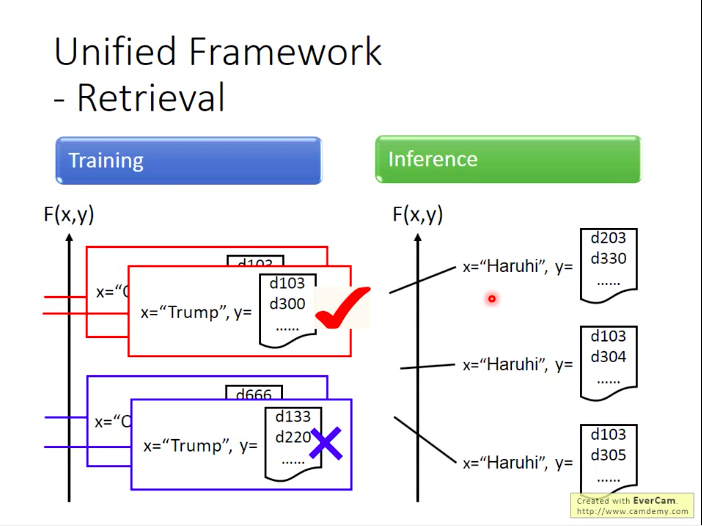 Unified Framework
- Retrieval
Training
Inference
F(x,y)
d103
x="
d103
d300
......
x="Trump", y=
d666
x="
d133
d220
......
x="Trump", y=
F(x,y)
d203
d330
......
x="Haruhi", y=
d103
d304
......
x="Haruhi", y=
d103
d305
......
x="Haruhi", y=
Created with EverCam.
http://www.camdemy.com